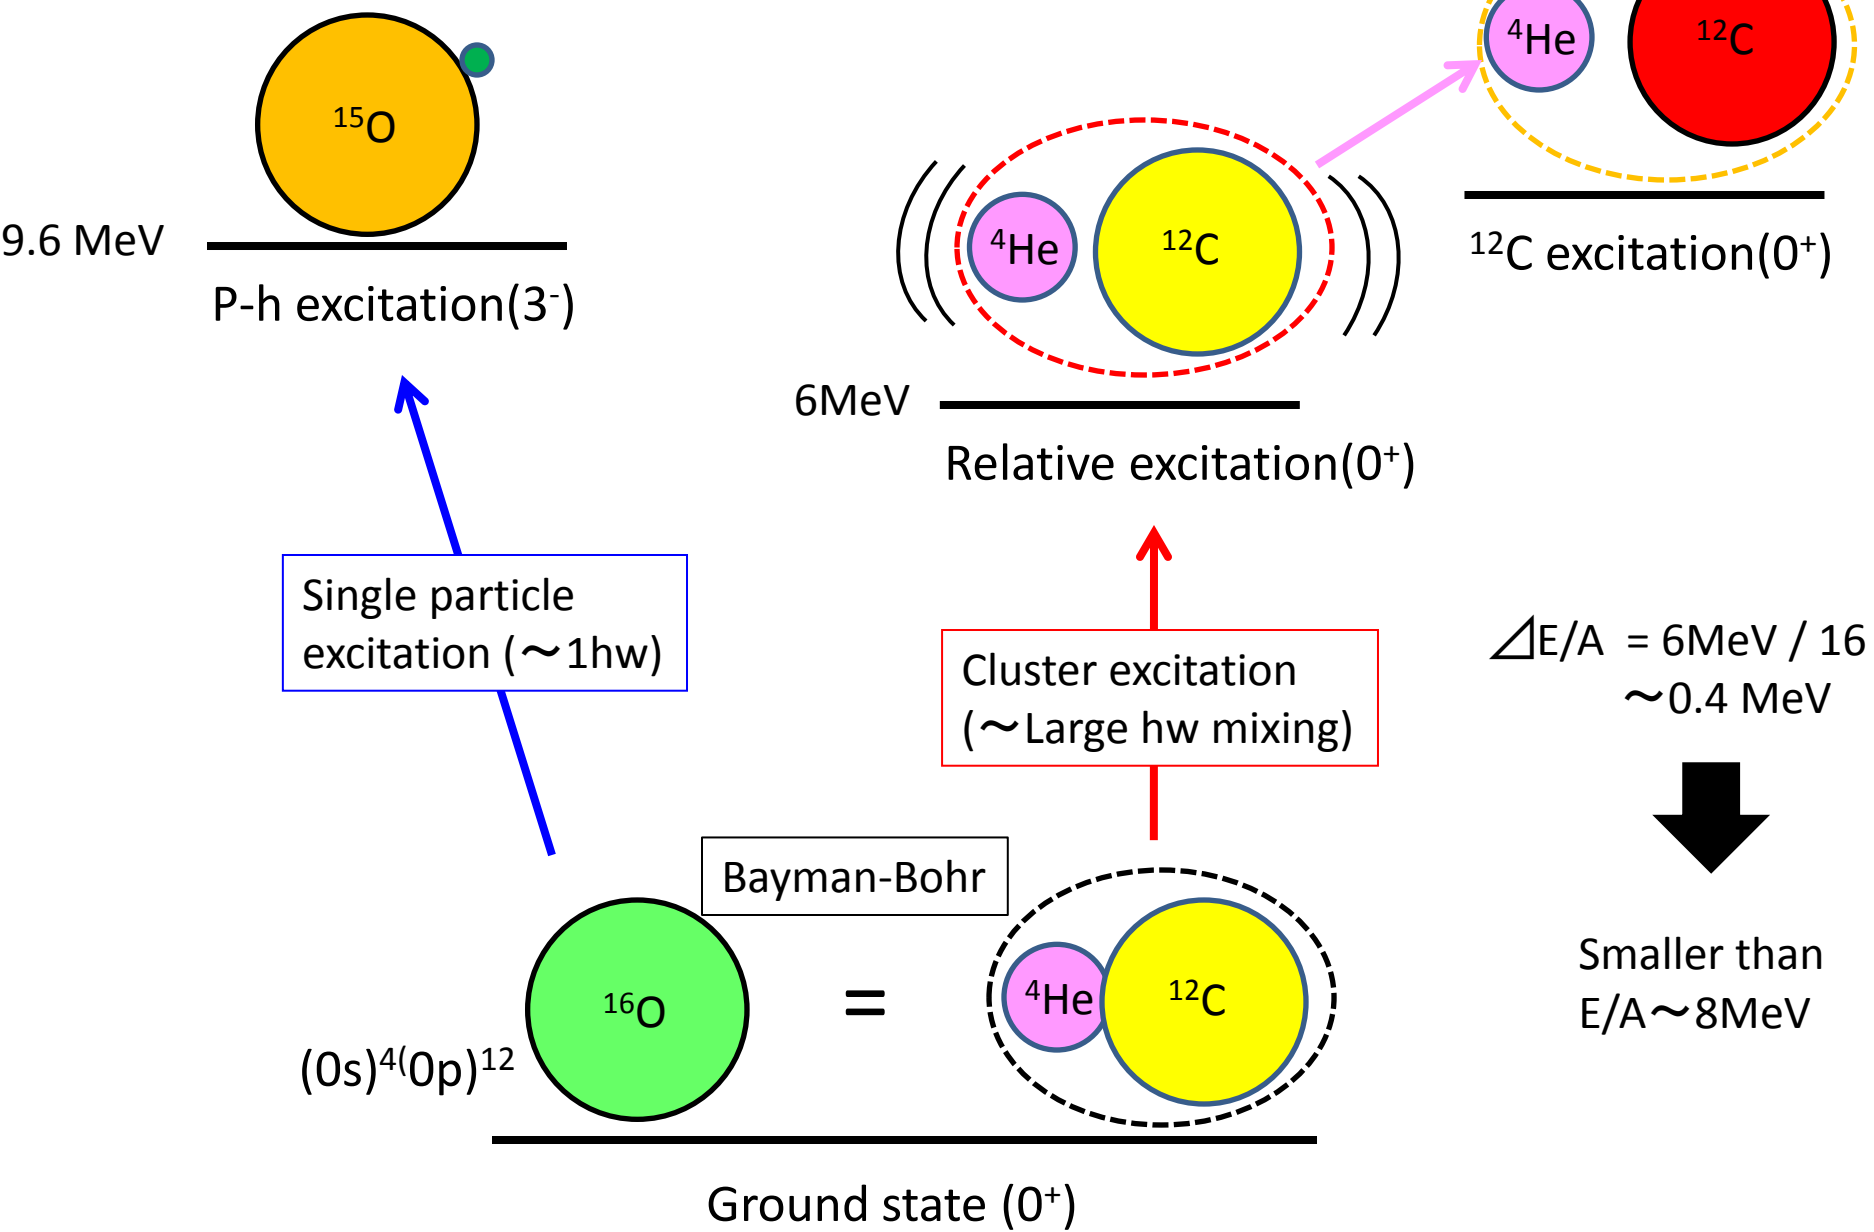 ⁴He
¹²C
¹⁵O
⁴He
¹²C
9.6 MeV
P-h excitation(3⁻)
¹²C excitation(0⁺)
6MeV
Relative excitation(0⁺)
Single particle
excitation (～1hw)
Cluster excitation
(～Large hw mixing)
⊿E/A = 6MeV / 16
～0.4 MeV
Bayman-Bohr
¹⁶O
=
⁴He
¹²C
(0s)⁴⁽0p)¹²
Smaller than
E/A～8MeV
Ground state (0⁺)